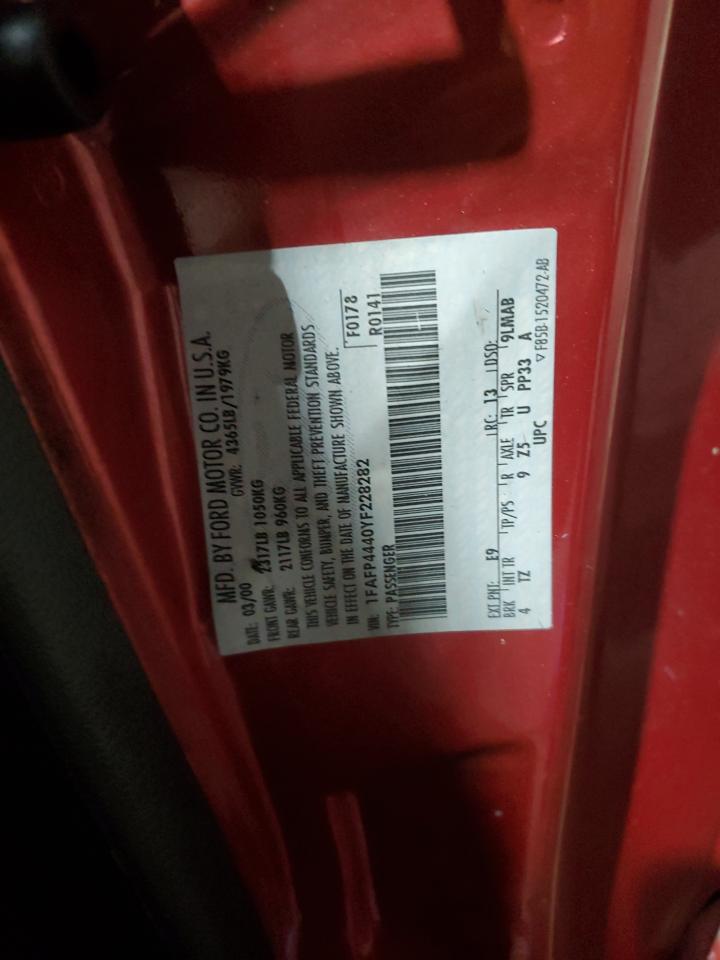 MFD. BY FORD MOTOR CO. IN U.S.A.
DATE: 03/00 GVWR: 4365LB/1979KG
FRONT GAWR: 2317LB 1050KG
REAR GAWR: 2117LB 960KG
THIS VEHICLE CONFORMS TO ALL APPLICABLE FEDERAL MOTOR
VEHICLE SAFETY, BUMPER, AND THEFT PREVENTION STANDARDS
IN EFFECT ON THE DATE OF MANUFACTURE SHOWN ABOVE.
VIN: 1FAFP4440YF228282 F0178
TYPE: PASSENGER R0141
EXT PNT: E9 RC: 13 DSO:
BRK INT TR TP/PS R AXLE TR SPR 9LMAB
4 TZ 9 Z5 U PP33 A
UPC ▽ F85B-1520472-AB